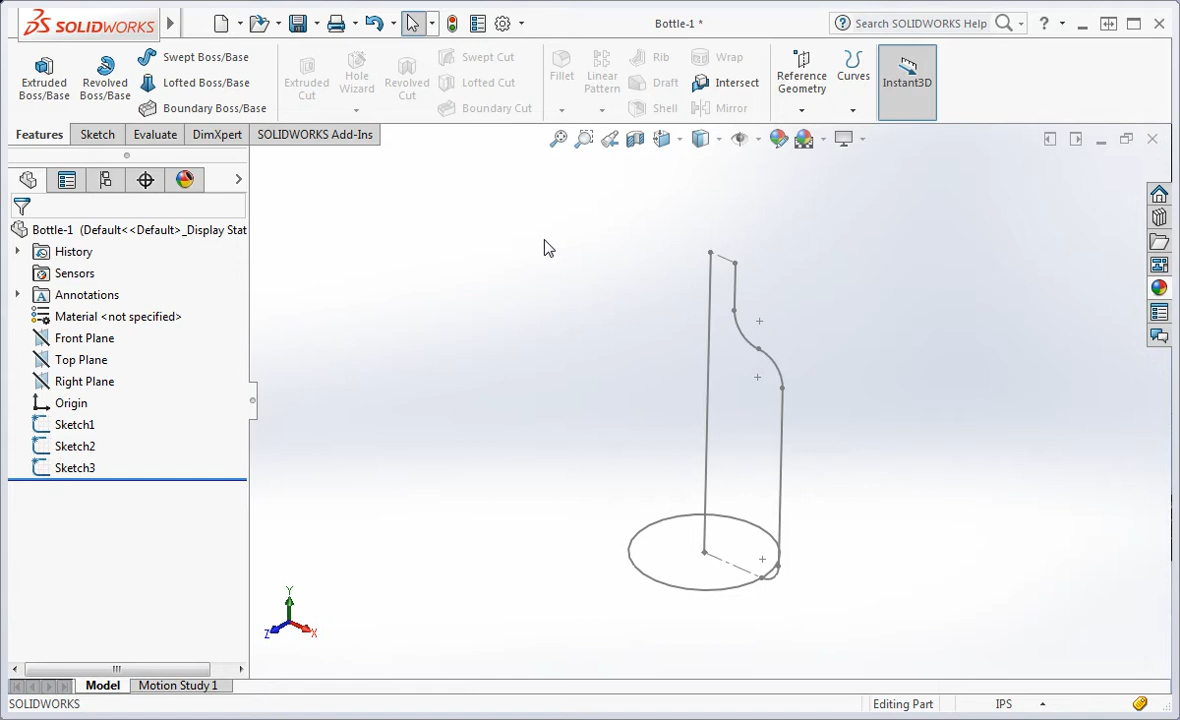 SOLIDWORKS
Bottle-1 *
Search SOLIDWORKS Help
?
Extruded Boss/Base
Revolved Boss/Base
Swept Boss/Base
Lofted Boss/Base
Boundary Boss/Base
Extruded Cut
Hole Wizard
Revolved Cut
Swept Cut
Lofted Cut
Boundary Cut
Fillet
Linear Pattern
Rib
Draft
Shell
Wrap
Intersect
Mirror
Reference Geometry
Curves
Instant3D
Features
Sketch
Evaluate
DimXpert
SOLIDWORKS Add-Ins
Bottle-1 (Default<<Default>_Display Stat
History
Sensors
Annotations
Material <not specified>
Front Plane
Top Plane
Right Plane
Origin
Sketch1
Sketch2
Sketch3
Y
Z
X
Model
Motion Study 1
SOLIDWORKS
Editing Part
IPS